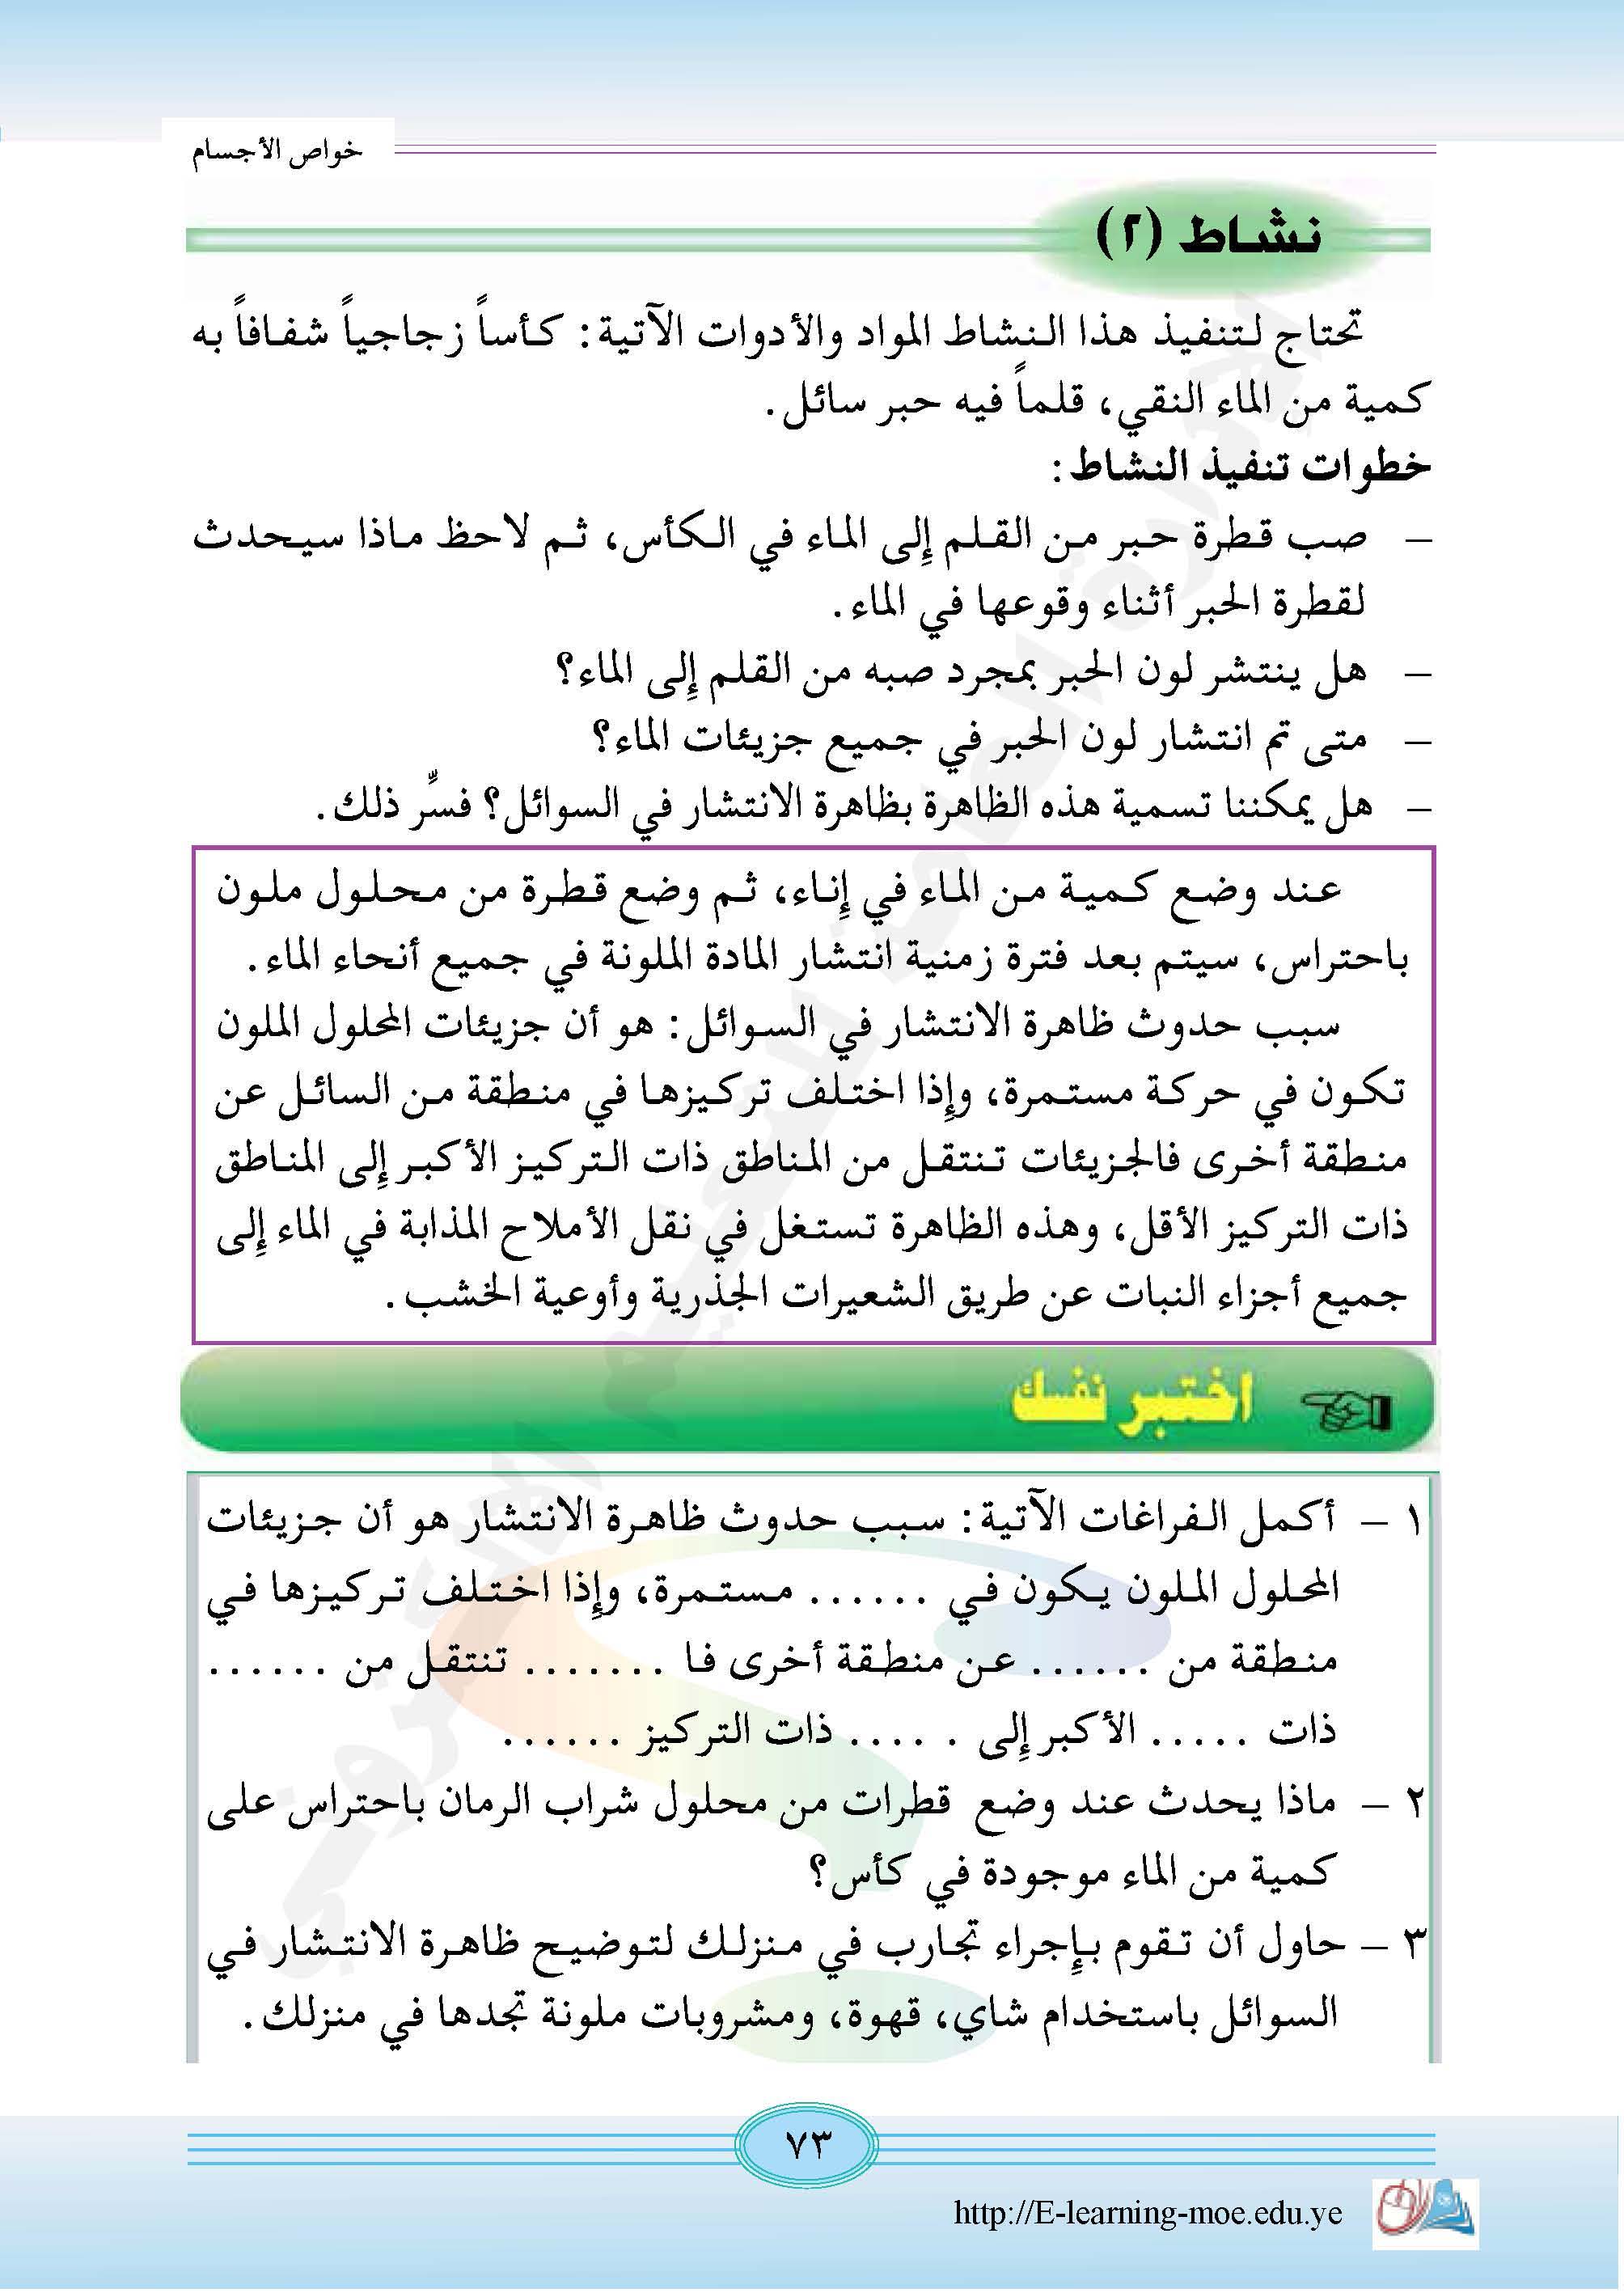 خواص الأجسام
نشاط (٢)
تحتاج لتنفيذ هذا النشاط المواد والأدوات الآتية: كأساً زجاجياً شفافاً به
كمية من الماء النقي، قلماً فيه حبر سائل.
خطوات تنفيذ النشاط:
– صب قطرة حبر من القلم إلى الماء في الكأس، ثم لاحظ ماذا سيحدث
لقطرة الحبر أثناء وقوعها في الماء.
– هل ينتشر لون الحبر بمجرد صبه من القلم إلى الماء؟
– متى تم انتشار لون الحبر في جميع جزيئات الماء؟
– هل يمكننا تسمية هذه الظاهرة بظاهرة الانتشار في السوائل؟ فسِّر ذلك.
عند وضع كمية من الماء في إناء، ثم وضع قطرة من محلول ملون
باحتراس، سيتم بعد فترة زمنية انتشار المادة الملونة في جميع أنحاء الماء.
سبب حدوث ظاهرة الانتشار في السوائل: هو أن جزيئات المحلول الملون
تكون في حركة مستمرة، وإذا اختلف تركيزها في منطقة من السائل عن
منطقة أخرى فالجزيئات تنتقل من المناطق ذات التركيز الأكبر إلى المناطق
ذات التركيز الأقل، وهذه الظاهرة تستغل في نقل الأملاح المذابة في الماء إلى
جميع أجزاء النبات عن طريق الشعيرات الجذرية وأوعية الخشب.
اختبر نفسك
١ – أكمل الفراغات الآتية: سبب حدوث ظاهرة الانتشار هو أن جزيئات
المحلول الملون يكون في ...... مستمرة، وإذا اختلف تركيزها في
منطقة من ...... عن منطقة أخرى فا ....... تنتقل من ......
ذات ..... الأكبر إلى ..... ذات التركيز ......
٢ – ماذا يحدث عند وضع قطرات من محلول شراب الرمان باحتراس على
كمية من الماء موجودة في كأس؟
٣ – حاول أن تقوم بإجراء تجارب في منزلك لتوضيح ظاهرة الانتشار في
السوائل باستخدام شاي، قهوة، ومشروبات ملونة تجدها في منزلك.
٧٣
http://E-learning-moe.edu.ye
الإدارة العامة للتعليم الإلكتروني